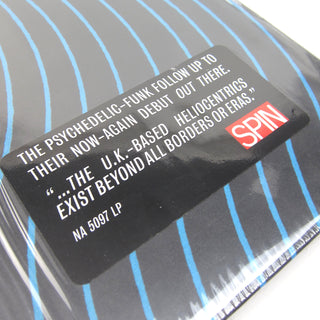 THE PSYCHEDELIC-FUNK FOLLOW UP TO
THEIR NOW-AGAIN DEBUT OUT THERE.
“...THE U.K.-BASED HELIOCENTRICS
EXIST BEYOND ALL BORDERS OR ERAS.”
SPIN
NA 5097 LP